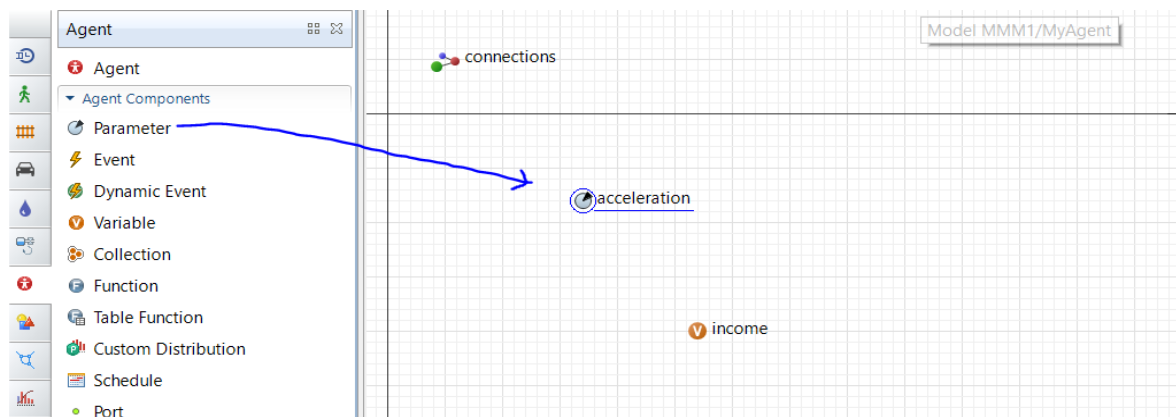 Agent
Agent
Agent Components
Parameter
Event
Dynamic Event
Variable
Collection
Function
Table Function
Custom Distribution
Schedule
Port
Model MMM1/MyAgent
connections
acceleration
V income